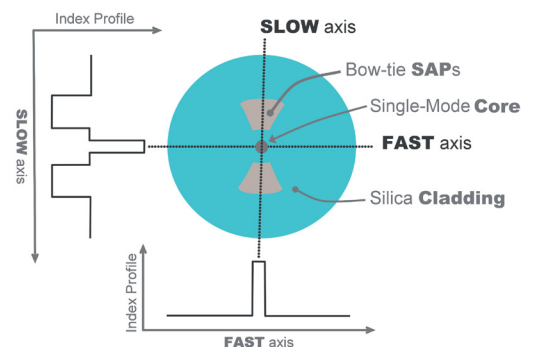 Index Profile
SLOW axis
SLOW axis
Bow-tie SAPs
Single-Mode Core
FAST axis
Silica Cladding
Index Profile
FAST axis